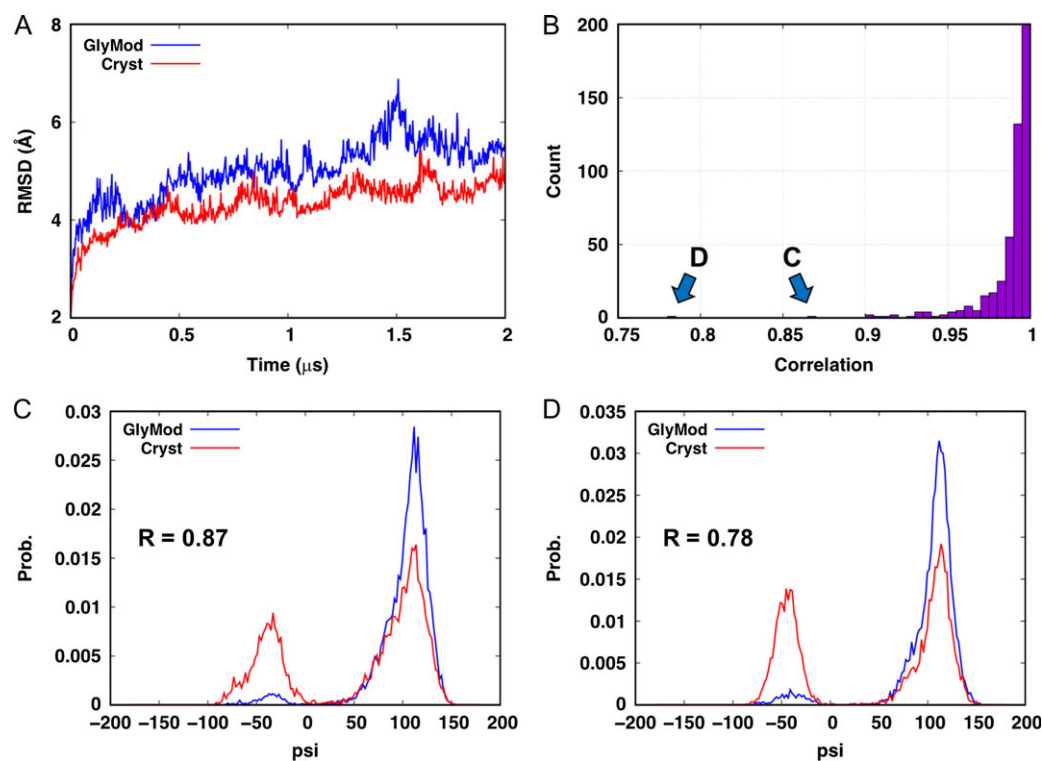 A
8
6
4
2
0
0.5
1
1.5
2
RMSD (Å)
Time (μs)
GlyMod
Cryst
B
200
150
100
50
0
0.75
0.8
0.85
0.9
0.95
1
Count
Correlation
D
C
C
0.03
0.025
0.02
0.015
0.01
0.005
0
−200 −150 −100 −50 0 50 100 150 200
Prob.
psi
GlyMod
Cryst
R = 0.87
D
0.035
0.03
0.025
0.02
0.015
0.01
0.005
0
−200 −150 −100 −50 0 50 100 150 200
Prob.
psi
GlyMod
Cryst
R = 0.78